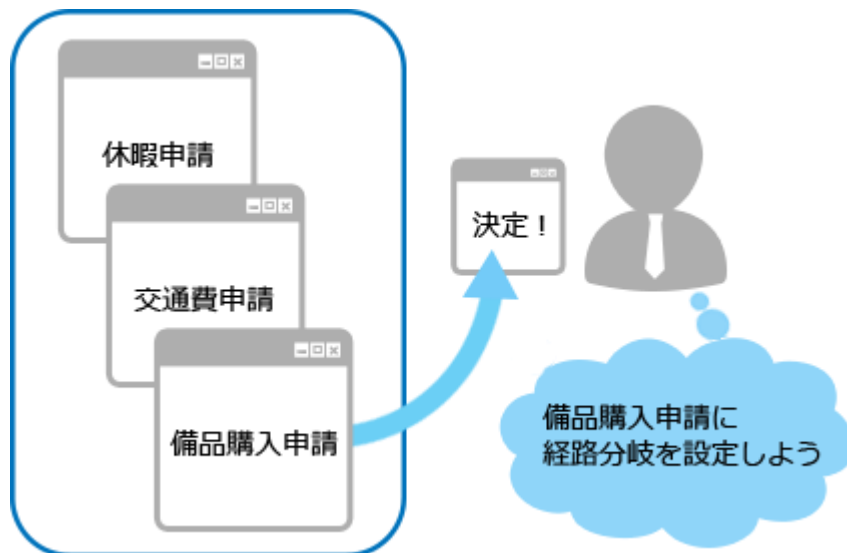 休暇申請
交通費申請
備品購入申請
決定！
備品購入申請に
経路分岐を設定しよう